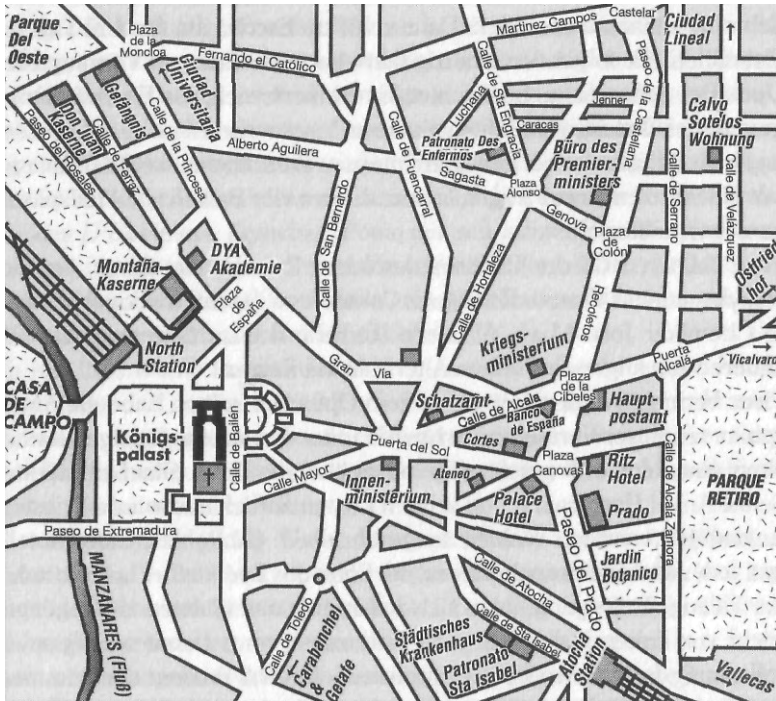 Parque
Del
Oeste
Plaza
de la
Moncloa
Fernando el Católico
Martinez Campos
Castelar
Ciudad
Lineal
Gefängnis
Don Juan
Kaserne
Paseo del Rosales
Calle de Ferraz
Calle de la Princesa
Ciudad
Universitaria
Alberto Aguilera
Luchana
Calle de Sta Engracia
Jenner
Caracas
Paseo de la Castellana
Calvo
Sotelos
Wohnung
Patronato Des
Enfermos
Büro des
Premier-
ministers
Calle de Fuencarral
Sagasta
Plaza
Alonso
Genova
Calle de Serrano
Calle de Velázquez
Plaza
de Colón
Calle de San Bernardo
DYA
Akadémie
Montaña
Kaserne
Plaza de
España
Calle de Hortaleza
Recoletos
Ostfried
hof
North
Station
Gran
Vía
Kriegs-
ministerium
Puerta
Alcalá
Vicalvaro
CASA
DE
CAMPO
Königs-
palast
Calle de Bailén
Schatzamt
Calle de Alcala
Plaza
de la
Cibeles
Haupt-
postamt
Banco
de España
Cortes
Puerta del Sol
Plaza
Canovas
Calle Mayor
Innen-
ministerium
Ateneo
Palace
Hotel
Ritz
Hotel
Prado
Calle de Alcalá Zamora
PARQUE
RETIRO
Paseo de Extremadura
Paseo del Prado
Jardin
Botanico
MANZANARES (Fluß)
Calle de Toledo
Carabanchel
&
Getafe
Calle de Atocha
Calle de Sta Isabel
Städtisches
Krankenhaus
Patronato
Sta Isabel
Atocha
Station
Vallecas